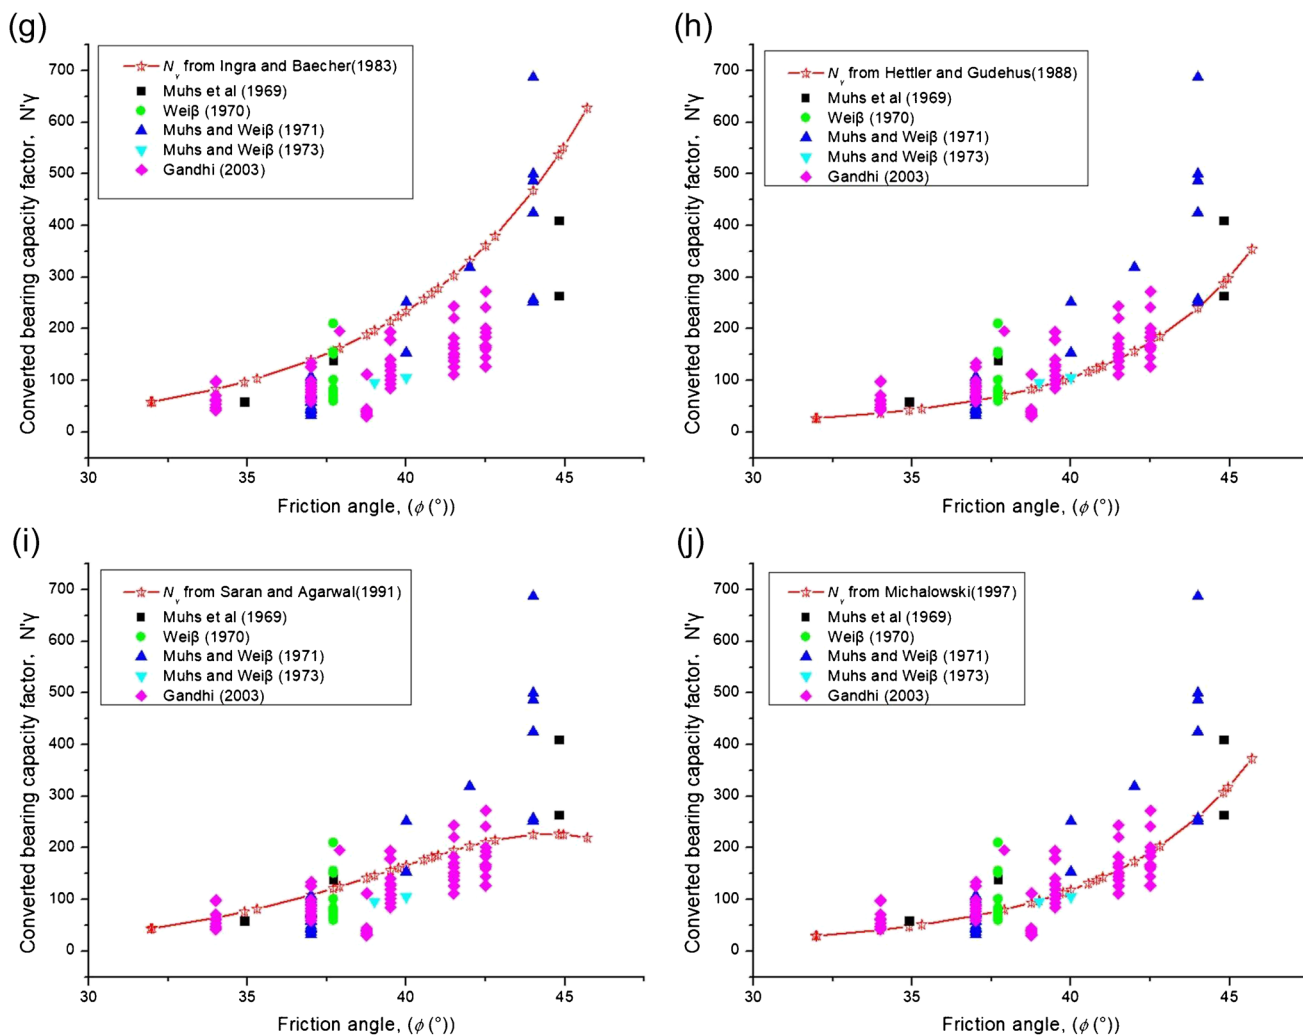 (g)
N_γ from Ingra and Baecher(1983)
Muhs et al (1969)
Weiβ (1970)
Muhs and Weiβ (1971)
Muhs and Weiβ (1973)
Gandhi (2003)
Converted bearing capacity factor, N'γ
700
600
500
400
300
200
100
0
30 35 40 45
Friction angle, (ϕ (°))
(h)
N_γ from Hettler and Gudehus(1988)
Muhs et al (1969)
Weiβ (1970)
Muhs and Weiβ (1971)
Muhs and Weiβ (1973)
Gandhi (2003)
Converted bearing capacity factor, N'γ
700
600
500
400
300
200
100
0
30 35 40 45
Friction angle, (ϕ (°))
(i)
N_γ from Saran and Agarwal(1991)
Muhs et al (1969)
Weiβ (1970)
Muhs and Weiβ (1971)
Muhs and Weiβ (1973)
Gandhi (2003)
Converted bearing capacity factor, N'γ
700
600
500
400
300
200
100
0
30 35 40 45
Friction angle, (ϕ (°))
(j)
N_γ from Michalowski(1997)
Muhs et al (1969)
Weiβ (1970)
Muhs and Weiβ (1971)
Muhs and Weiβ (1973)
Gandhi (2003)
Converted bearing capacity factor, N'γ
700
600
500
400
300
200
100
0
30 35 40 45
Friction angle, (ϕ (°))